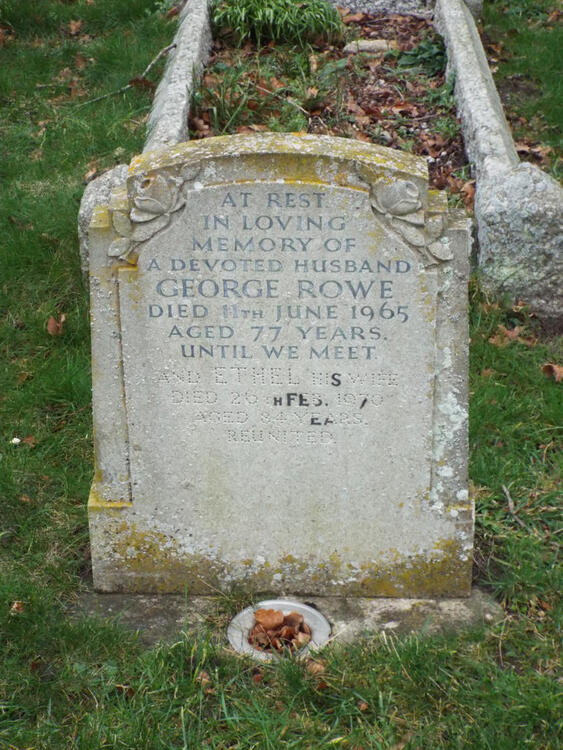 AT REST
IN LOVING
MEMORY OF
A DEVOTED HUSBAND
GEORGE ROWE
DIED 11TH JUNE 1965
AGED 77 YEARS.
UNTIL WE MEET
AND ETHEL HIS WIFE
DIED 26TH FEB. 1970
AGED 84 YEARS.
REUNITED